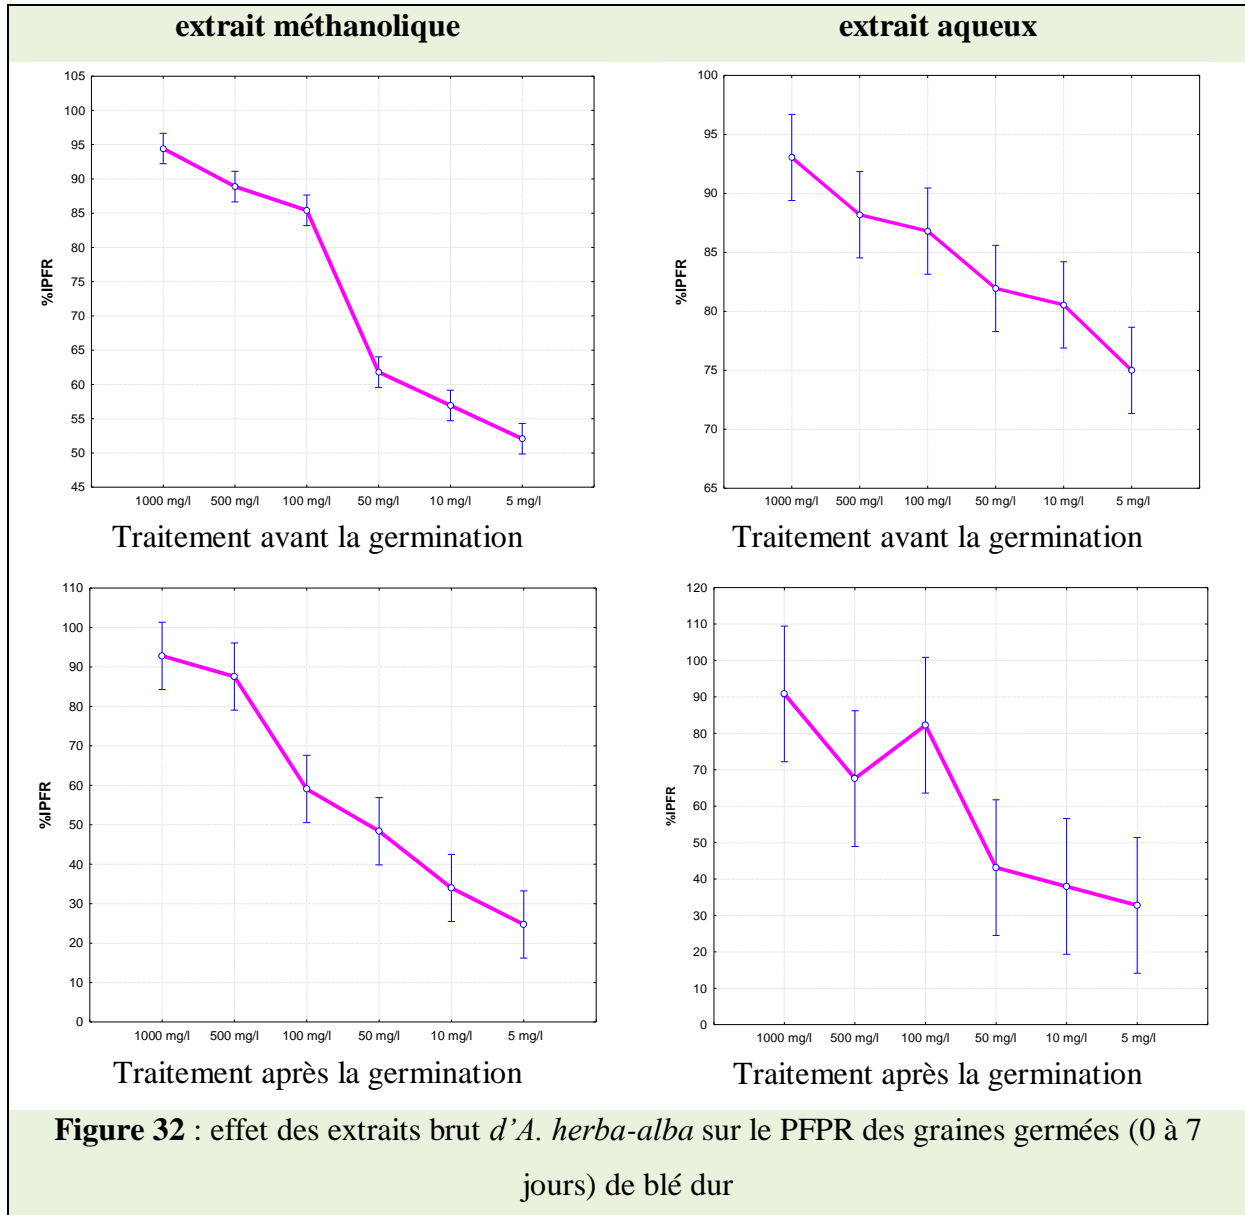 extrait méthanolique
extrait aqueux
105
100
95
90
85
80
75
70
65
60
55
50
45
%IPFR
1000 mg/l 500 mg/l 100 mg/l 50 mg/l 10 mg/l 5 mg/l
Traitement avant la germination
100
95
90
85
80
75
70
65
%IPFR
1000 mg/l 500 mg/l 100 mg/l 50 mg/l 10 mg/l 5 mg/l
Traitement avant la germination
110
100
90
80
70
60
50
40
30
20
10
0
%IPFR
1000 mg/l 500 mg/l 100 mg/l 50 mg/l 10 mg/l 5 mg/l
Traitement après la germination
120
110
100
90
80
70
60
50
40
30
20
10
0
%IPFR
1000 mg/l 500 mg/l 100 mg/l 50 mg/l 10 mg/l 5 mg/l
Traitement après la germination
Figure 32 : effet des extraits brut d'A. herba-alba sur le PFPR des graines germées (0 à 7
jours) de blé dur